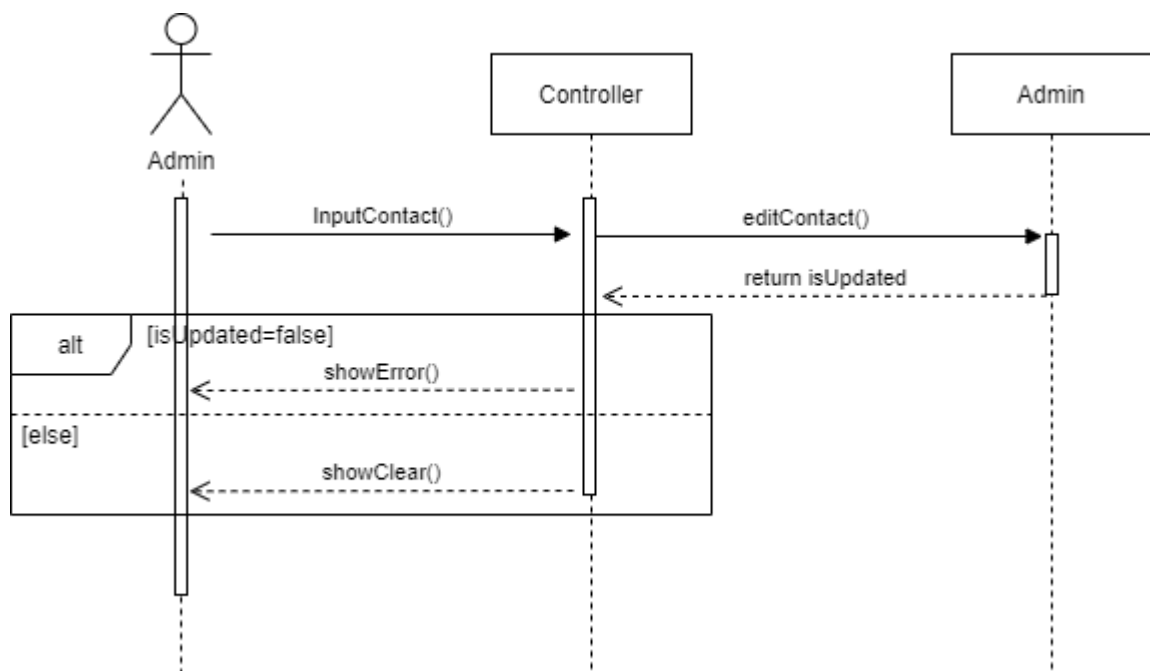 Controller
Admin
Admin
InputContact()
editContact()
return isUpdated
alt
[isUpdated=false]
showError()
[else]
showClear()